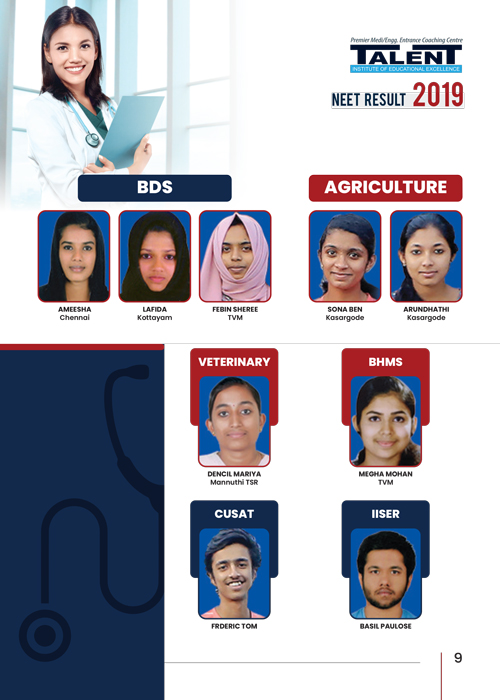 Premier Medi/Engg. Entrance Coaching Centre
TALENT
INSTITUTE OF EDUCATIONAL EXCELLENCE
NEET RESULT 2019
BDS
AMEESHA
Chennai
LAFIDA
Kottayam
FEBIN SHEREE
TVM
AGRICULTURE
SONA BEN
Kasargode
ARUNDHATHI
Kasargode
VETERINARY
DENCIL MARIYA
Mannuthi TSR
BHMS
MEGHA MOHAN
TVM
CUSAT
FRDERIC TOM
IISER
BASIL PAULOSE
9